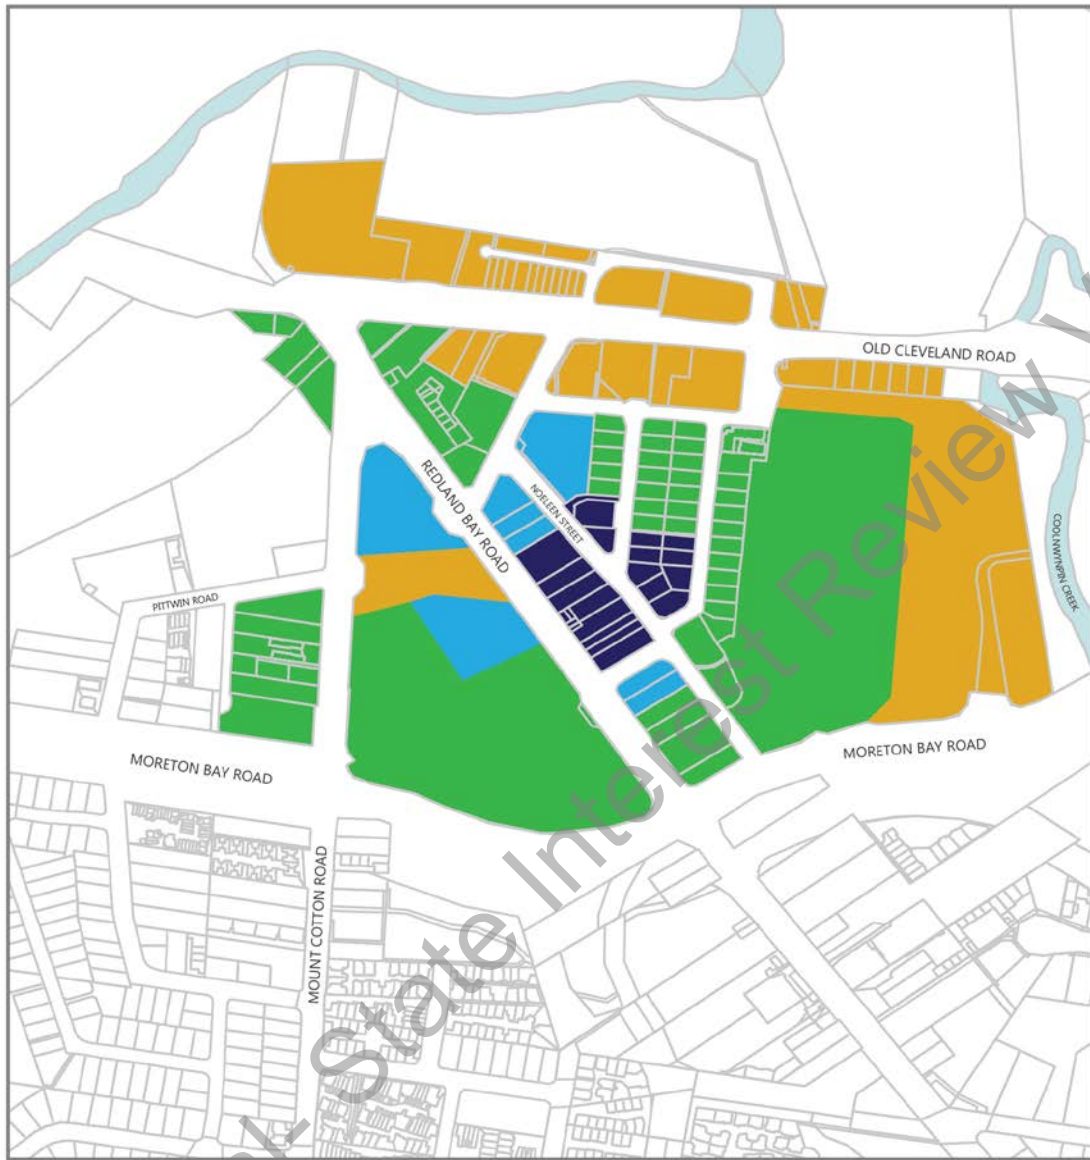 OLD CLEVELAND ROAD
REDLAND BAY ROAD
NOELEEN STREET
COOLNWYNPIN CREEK
PITTWIN ROAD
MORETON BAY ROAD
MORETON BAY ROAD
MOUNT COTTON ROAD
State Interest Review